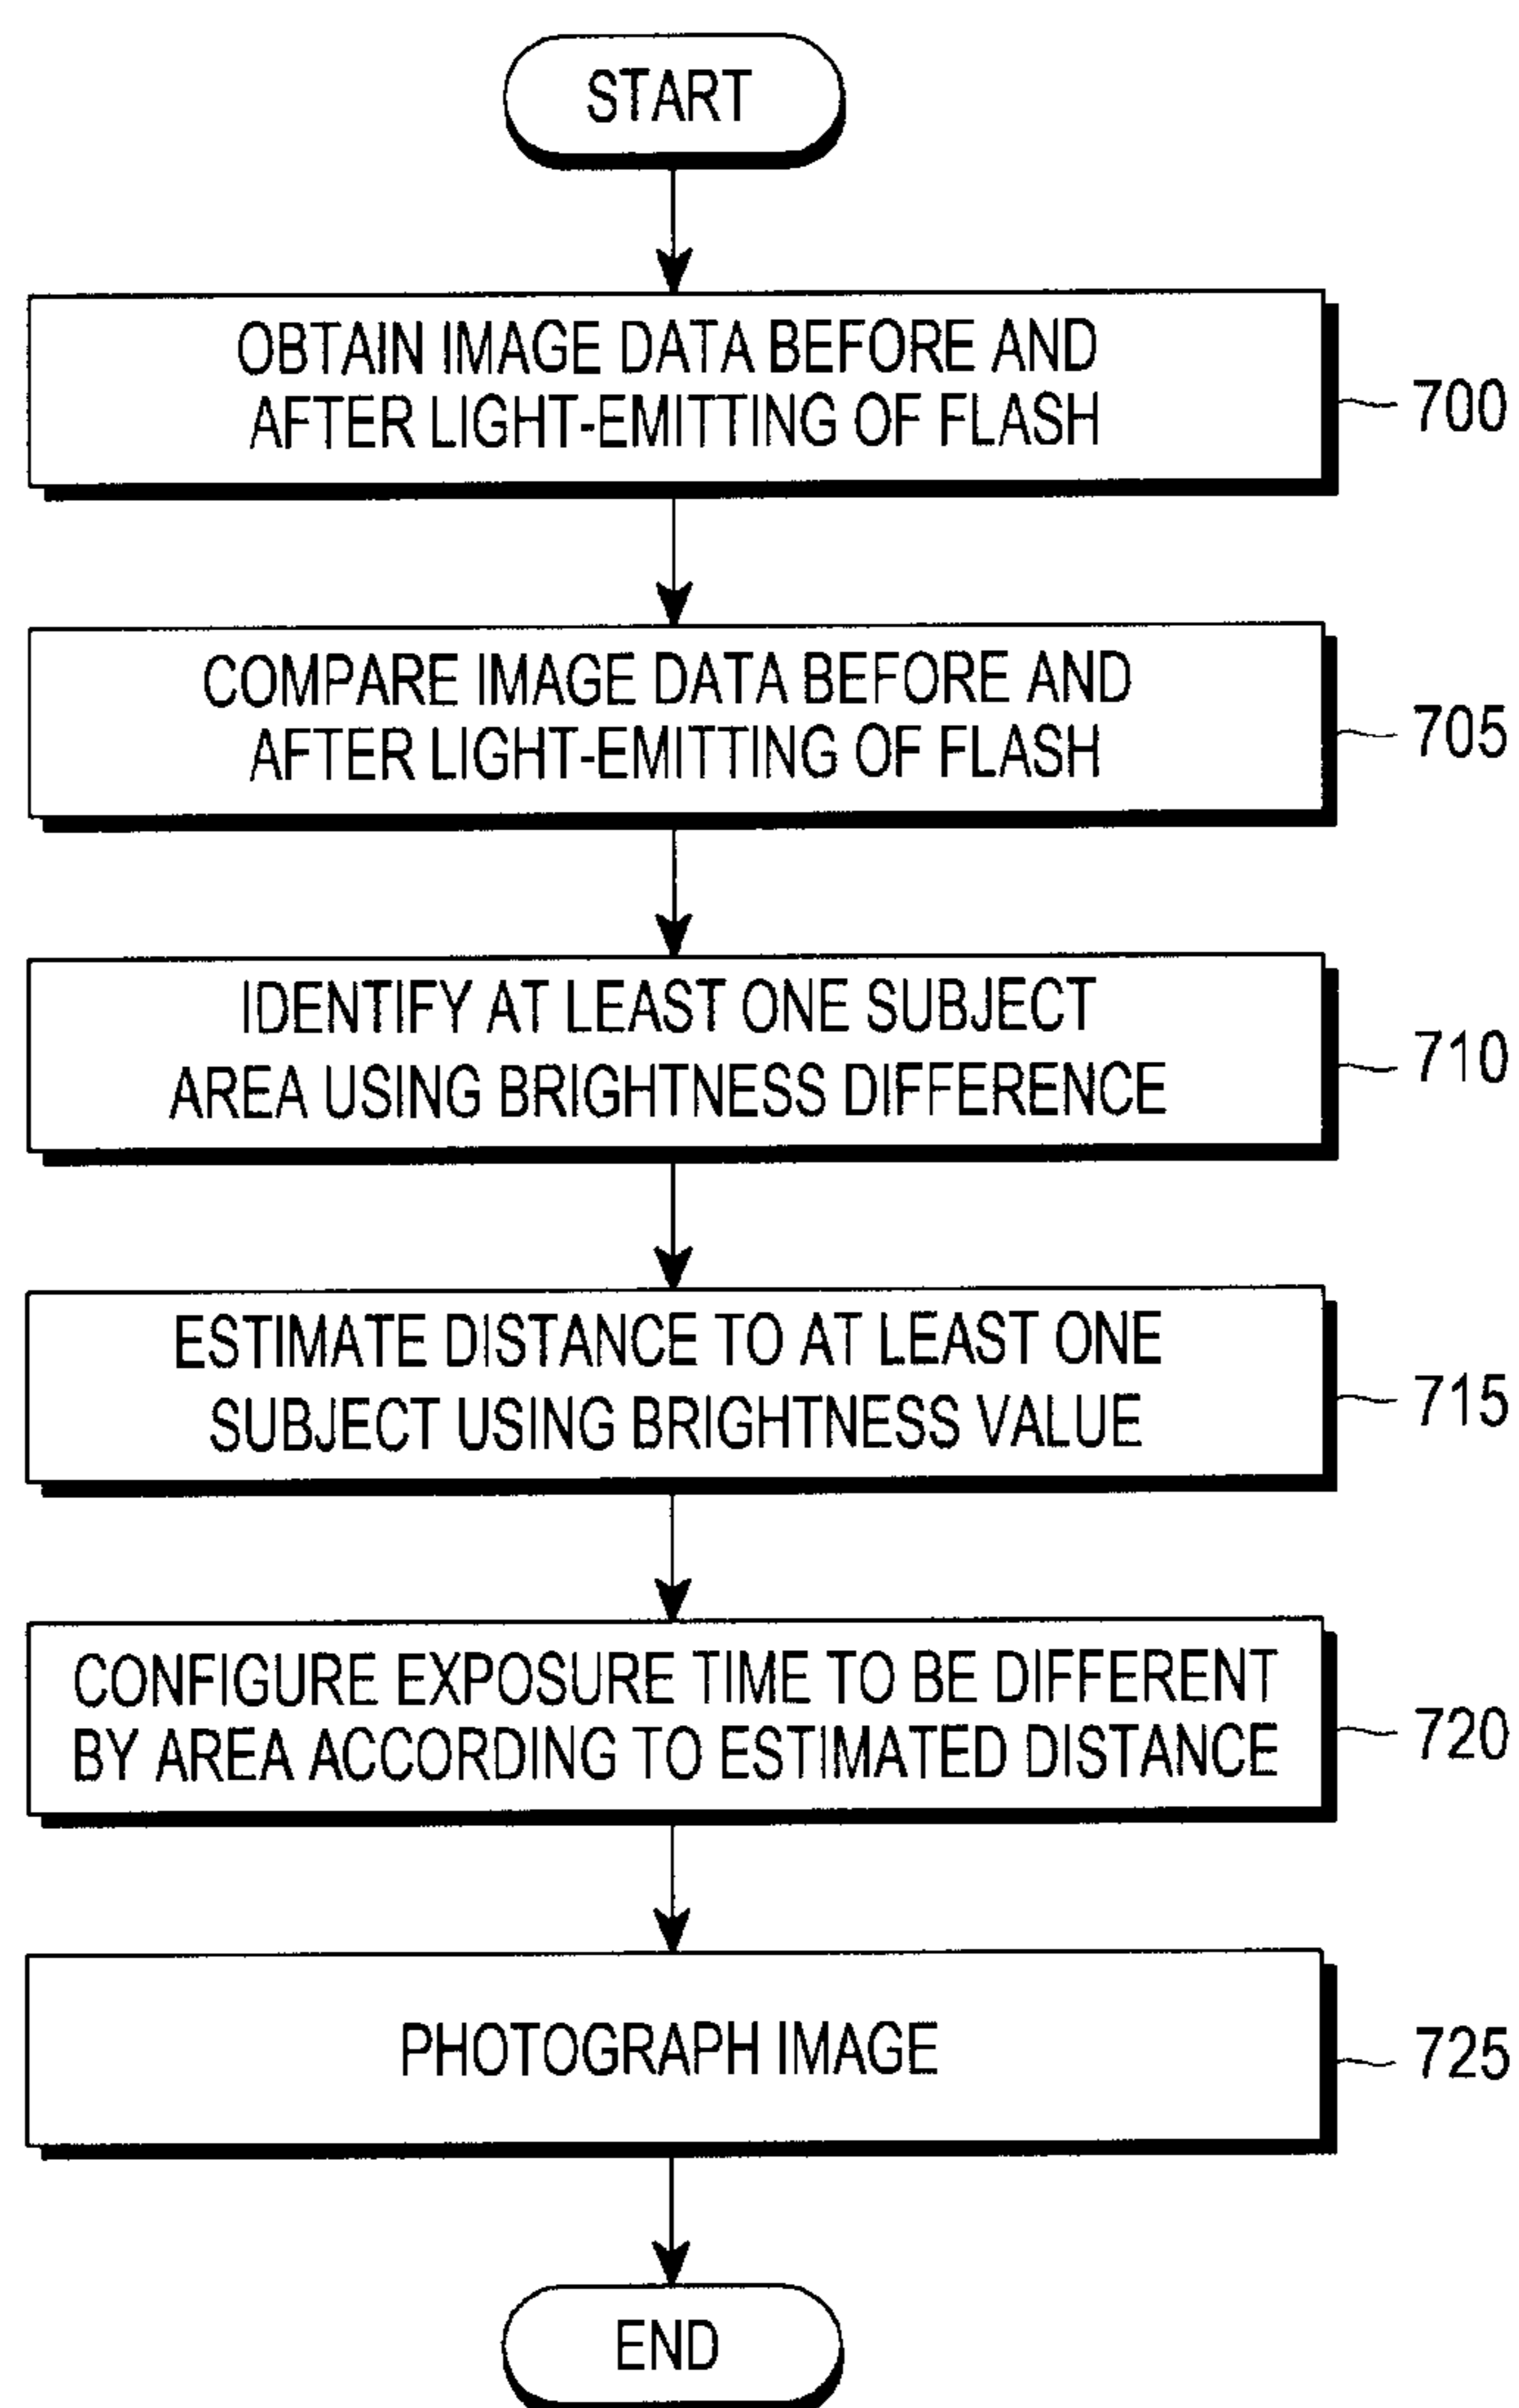 START
OBTAIN IMAGE DATA BEFORE AND
AFTER LIGHT-EMITTING OF FLASH
700
COMPARE IMAGE DATA BEFORE AND
AFTER LIGHT-EMITTING OF FLASH
705
IDENTIFY AT LEAST ONE SUBJECT
AREA USING BRIGHTNESS DIFFERENCE
710
ESTIMATE DISTANCE TO AT LEAST ONE
SUBJECT USING BRIGHTNESS VALUE
715
CONFIGURE EXPOSURE TIME TO BE DIFFERENT
BY AREA ACCORDING TO ESTIMATED DISTANCE
720
PHOTOGRAPH IMAGE
725
END